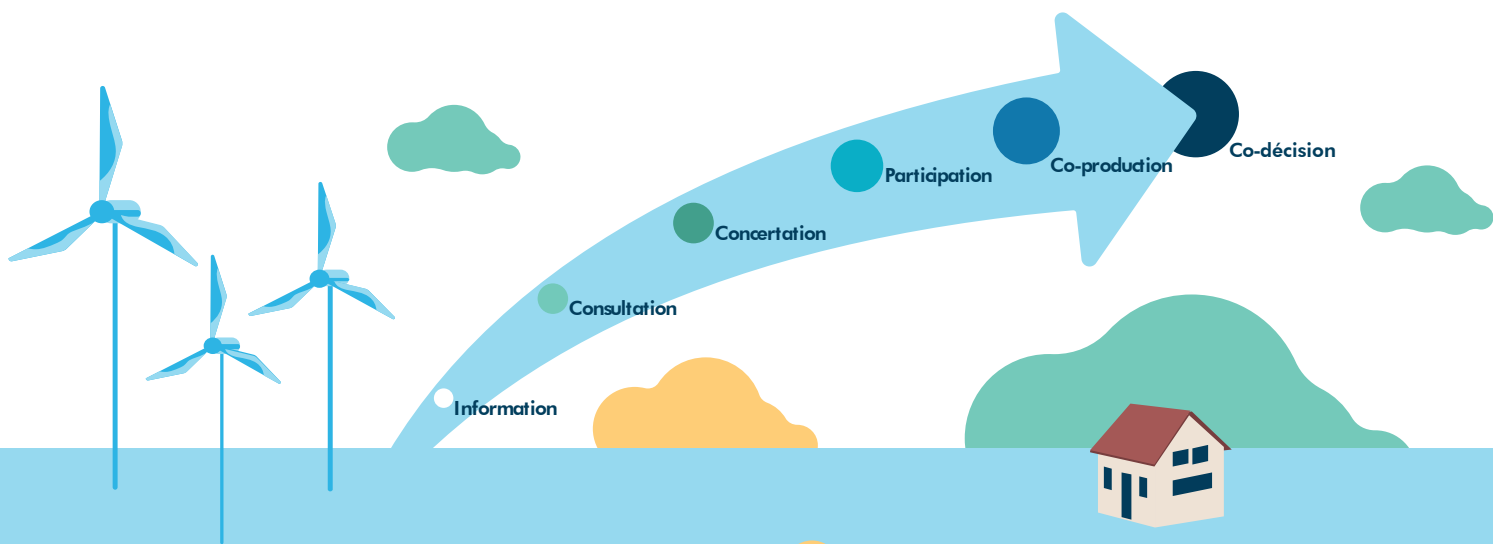 Information
Consultation
Concertation
Participation
Co-production
Co-décision